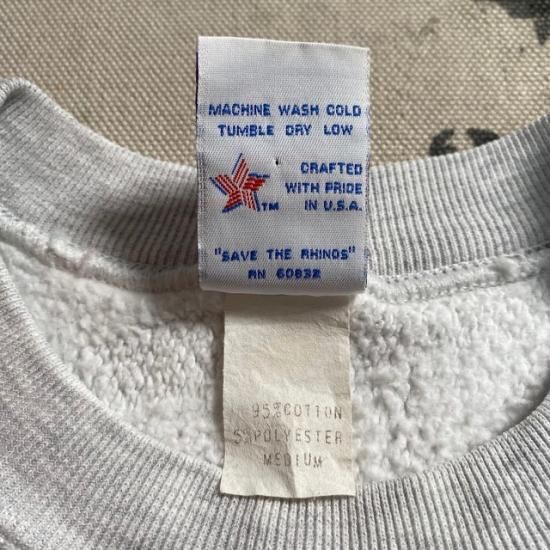 MACHINE WASH COLD
TUMBLE DRY LOW
CRAFTED
WITH PRIDE
IN U.S.A.
TM
"SAVE THE RHINOS"
RN 60832
95% COTTON
5% POLYESTER
MEDIUM